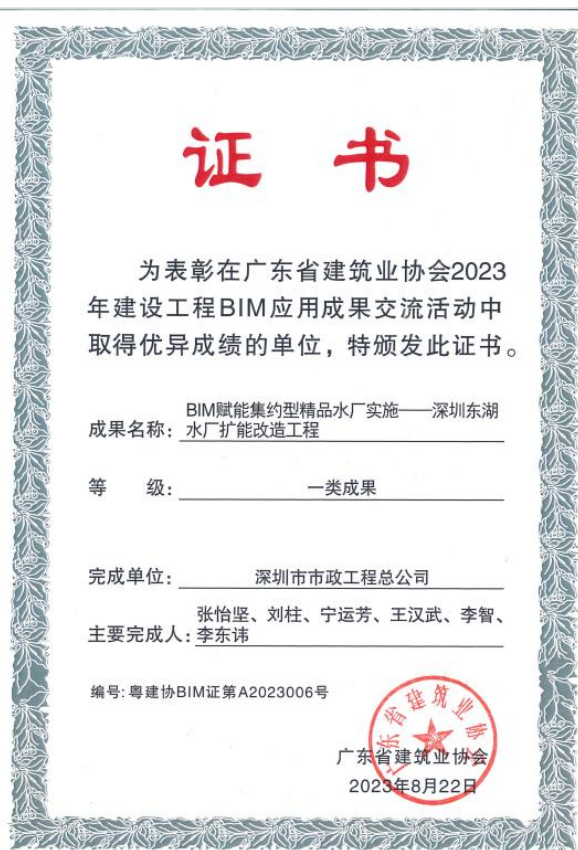 证 书
为表彰在广东省建筑业协会2023
年建设工程BIM应用成果交流活动中
取得优异成绩的单位，特颁发此证书。
成果名称：BIM赋能集约型精品水厂实施——深圳东湖
水厂扩能改造工程
等 级：一类成果
完成单位：深圳市市政工程总公司
主要完成人：张怡坚、刘柱、宁运芳、王汉武、李智、
李东讳
编号：粤建协BIM证第A2023006号
广东省建筑业协会
广东省建筑业协会
2023年8月22日